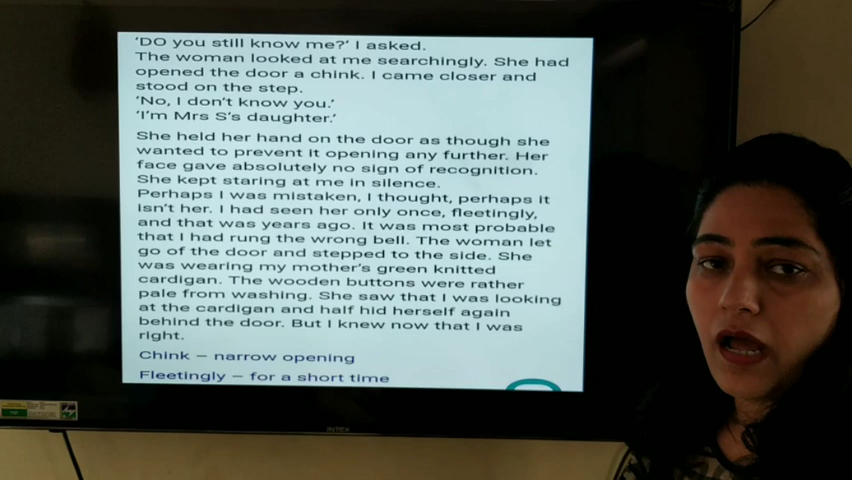 'DO you still know me?' I asked.
The woman looked at me searchingly. She had
opened the door a chink. I came closer and
stood on the step.
'No, I don't know you.'
'I'm Mrs S's daughter.'
She held her hand on the door as though she
wanted to prevent it opening any further. Her
face gave absolutely no sign of recognition.
She kept staring at me in silence.
Perhaps I was mistaken, I thought, perhaps it
isn't her. I had seen her only once, fleetingly,
and that was years ago. It was most probable
that I had rung the wrong bell. The woman let
go of the door and stepped to the side. She
was wearing my mother's green knitted
cardigan. The wooden buttons were rather
pale from washing. She saw that I was looking
at the cardigan and half hid herself again
behind the door. But I knew now that I was
right.
Chink – narrow opening
Fleetingly – for a short time
INTEX